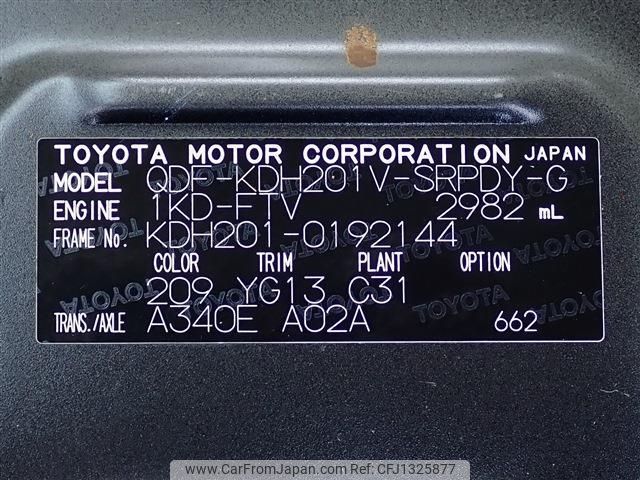 TOYOTA MOTOR CORPORATION JAPAN
MODEL QDF-KDH201V-SRPDY-G
ENGINE 1KD-FTV 2982 mL
FRAME No. KDH201-0192144
COLOR TRIM PLANT OPTION
209 YG13 C31
TRANS./AXLE A340E A02A 662
www.CarFromJapan.com CFJ1325877